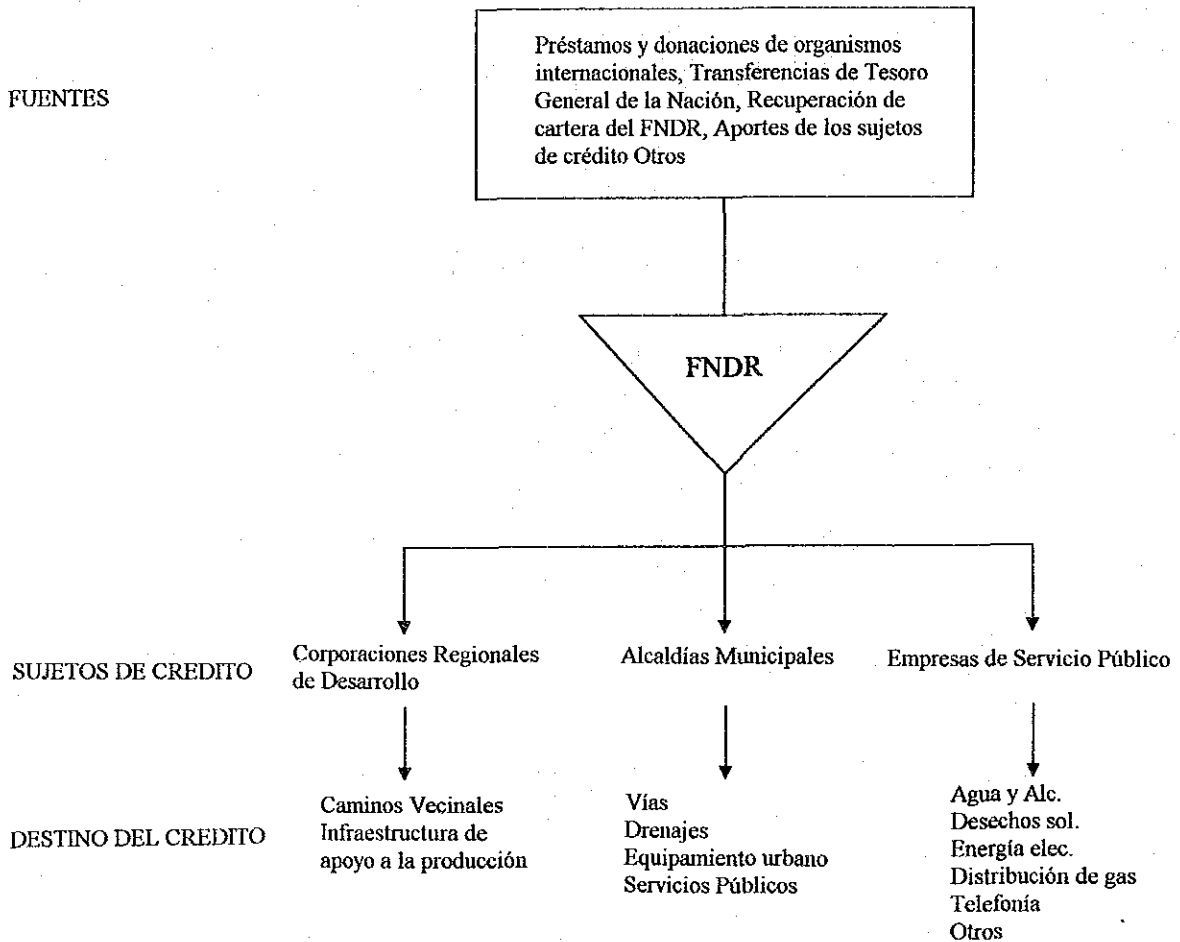 FUENTES
Préstamos y donaciones de organismos
internacionales, Transferencias de Tesoro
General de la Nación, Recuperación de
cartera del FNDR, Aportes de los sujetos
de crédito Otros
FNDR
SUJETOS DE CREDITO
Corporaciones Regionales
de Desarrollo
Alcaldías Municipales
Empresas de Servicio Público
DESTINO DEL CREDITO
Caminos Vecinales
Infraestructura de
apoyo a la producción
Vías
Drenajes
Equipamiento urbano
Servicios Públicos
Agua y Alc.
Desechos sol.
Energía elec.
Distribución de gas
Telefonía
Otros